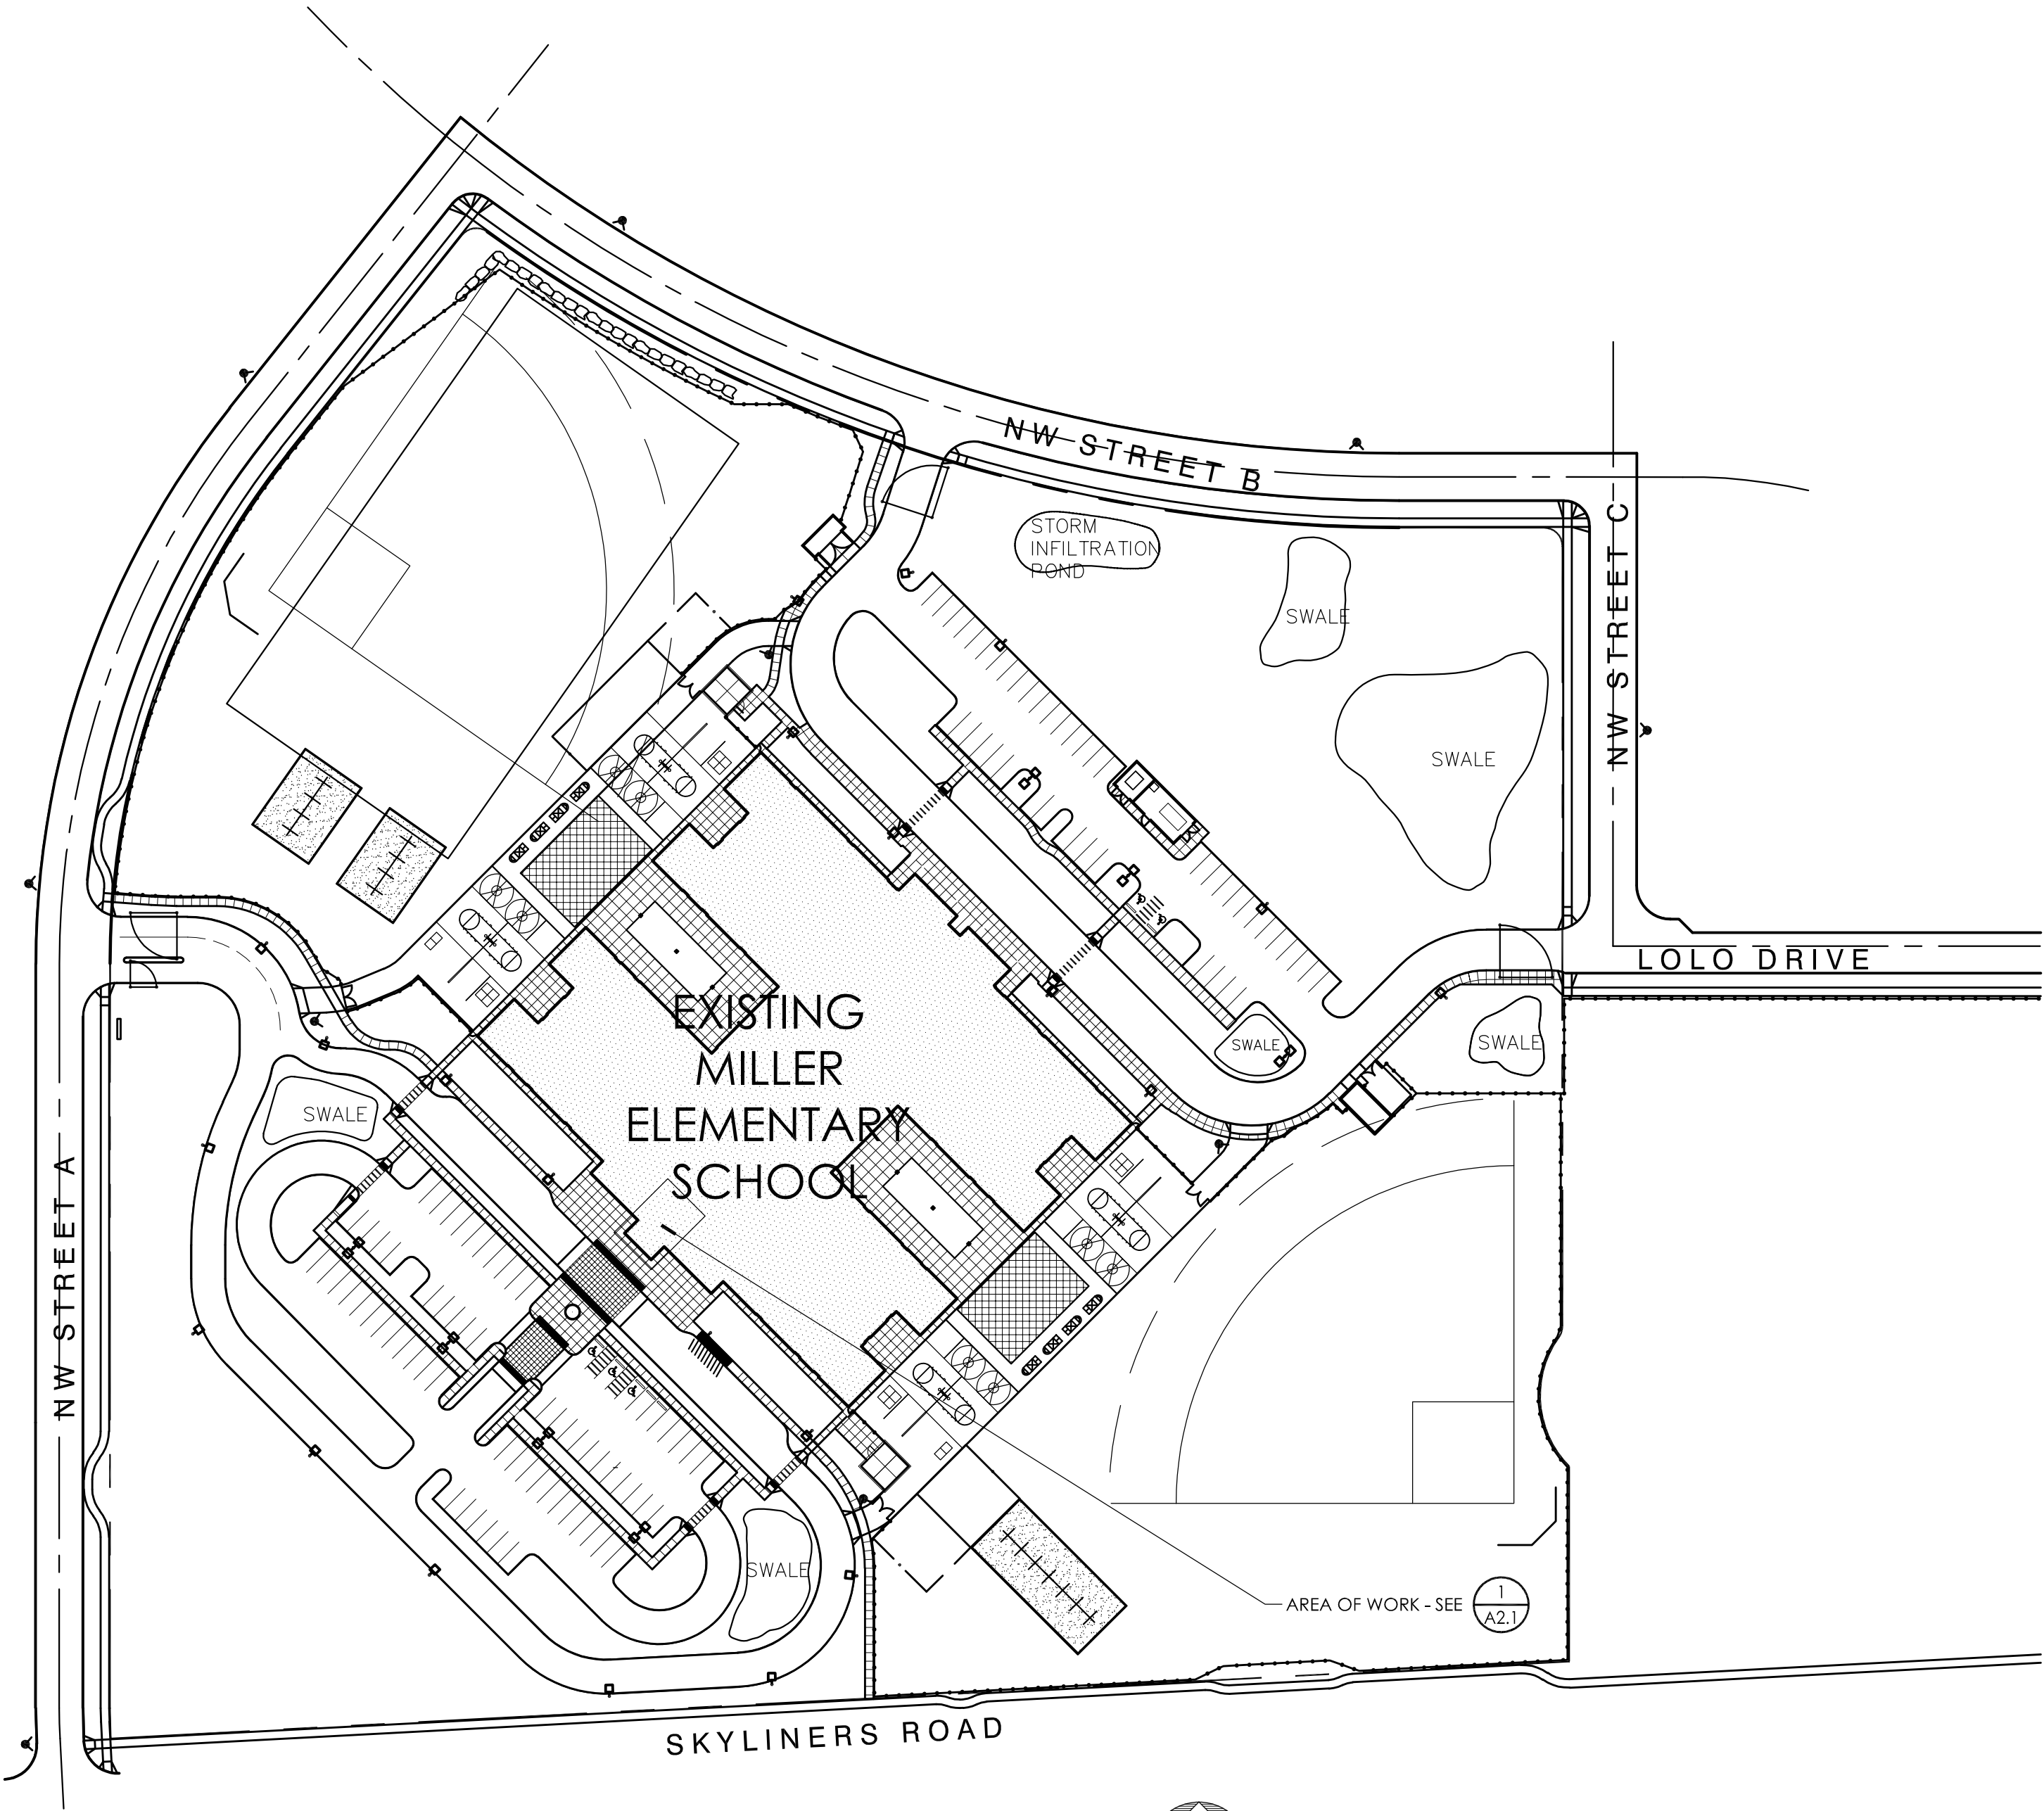 NW STREET B
STORM
INFILTRATION
POND
SWALE
NW STREET C
SWALE
LOLO DRIVE
EXISTING
MILLER
ELEMENTARY
SCHOOL
SWALE
SWALE
SWALE
NW STREET A
SWALE
AREA OF WORK - SEE
1
A2.1
SKYLINERS ROAD